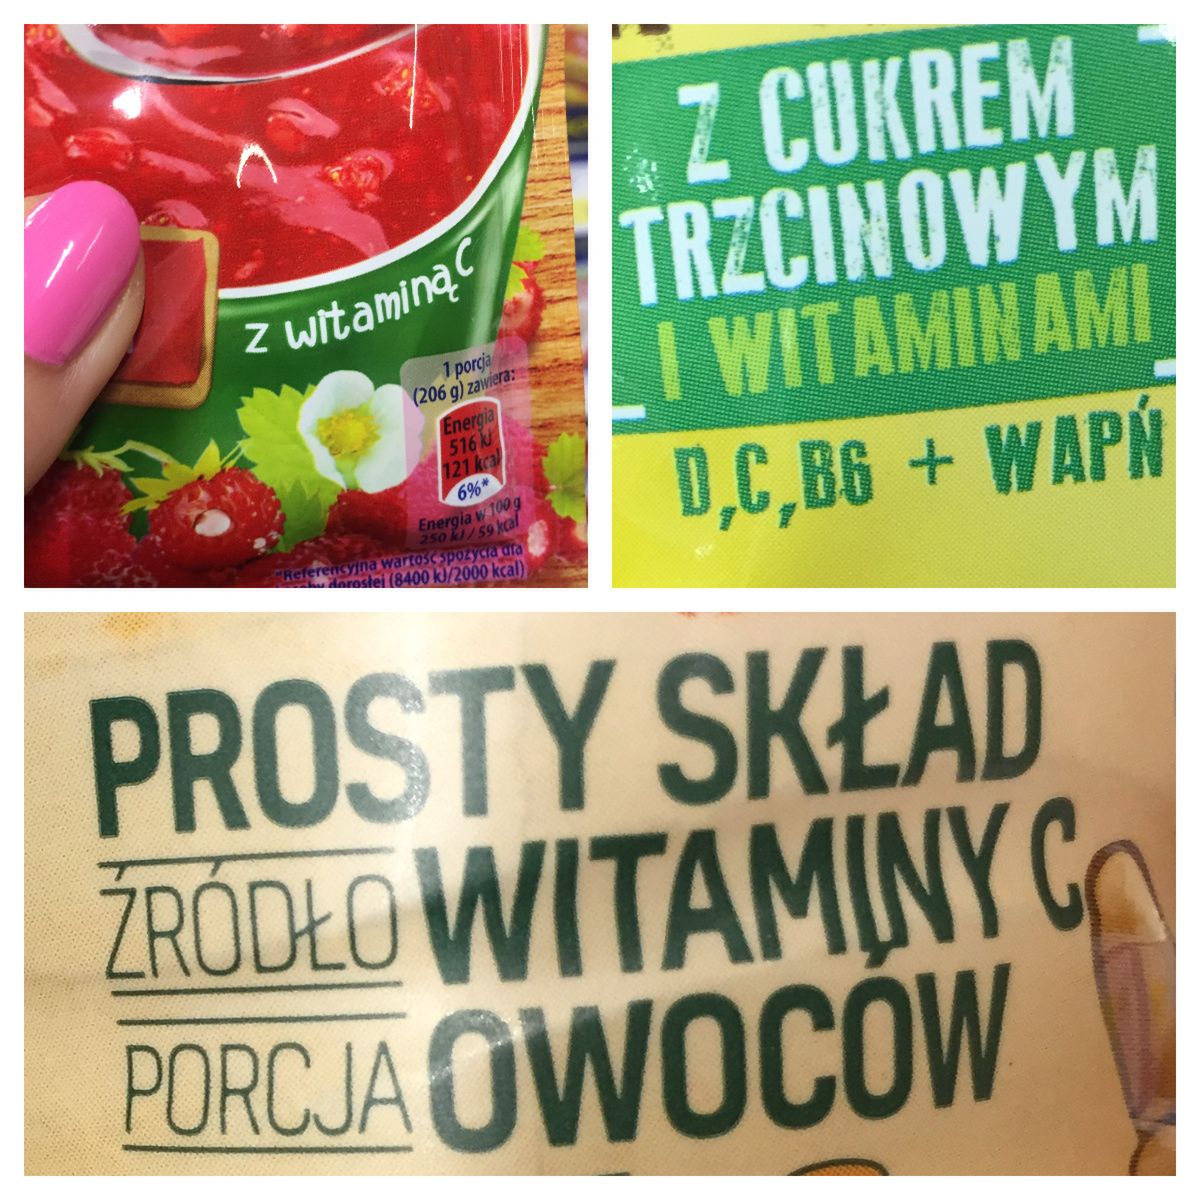 z witaminą C
1 porcja
(206 g) zawiera:
Energia
516 kJ
121 kcal
6%*
Energia w 100 g
250 kJ / 59 kcal
*Referencyjna wartość spożycia dla
dorosłej (8400 kJ/2000 kcal)
Z CUKREM
TRZCINOWYM
I WITAMINAMI
D,C,B6 + WAPŃ
PROSTY SKŁAD
ŹRÓDŁO WITAMINY C
PORCJA OWOCÓW